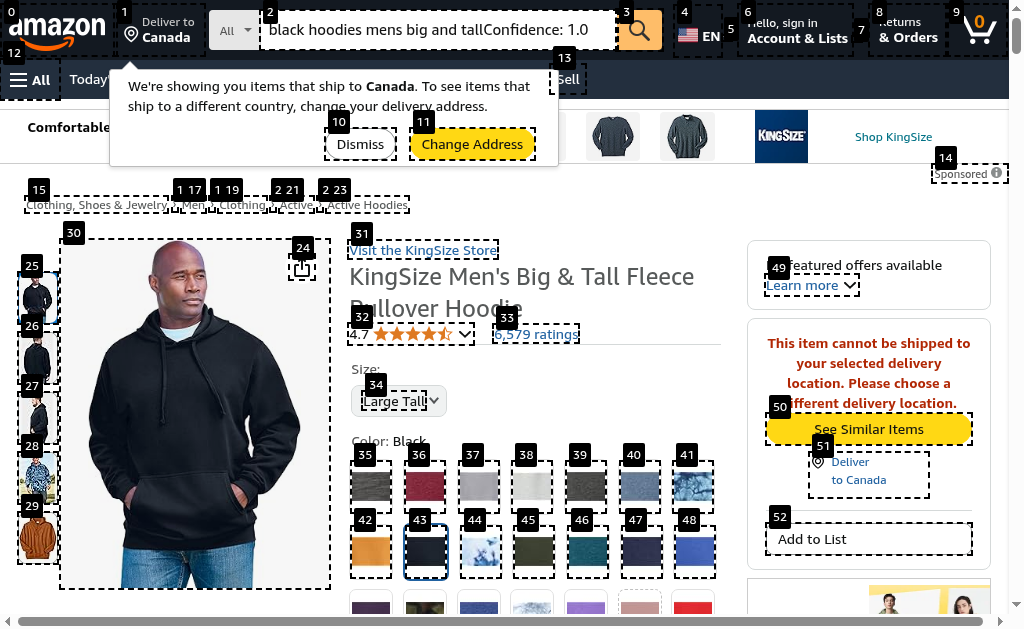 0
1
2
3
4
5
6
7
8
9
amazon
Deliver to
Canada
All
black hoodies mens big and tallConfidence: 1.0
EN
Hello, sign in
Account & Lists
Returns
& Orders
0
12
13
All
Today'
Sell
We're showing you items that ship to Canada. To see items that
ship to a different country, change your delivery address.
10
11
Dismiss
Change Address
Comfortable
KINGSIZE
Shop KingSize
14
Sponsored
15
1 17
1 19
2 21
2 23
Clothing, Shoes & Jewelry › Men › Clothing › Active › Active Hoodies
30
24
31
Visit the KingSize Store
KingSize Men's Big & Tall Fleece
Pullover Hoodie
32
33
4.7
6,579 ratings
Size:
34
Large Tall
Color: Black
35
36
37
38
39
40
41
42
43
44
45
46
47
48
25
26
27
28
29
featured offers available
49
Learn more
This item cannot be shipped to
your selected delivery
location. Please choose a
different delivery location.
50
See Similar Items
51
Deliver
to Canada
52
Add to List